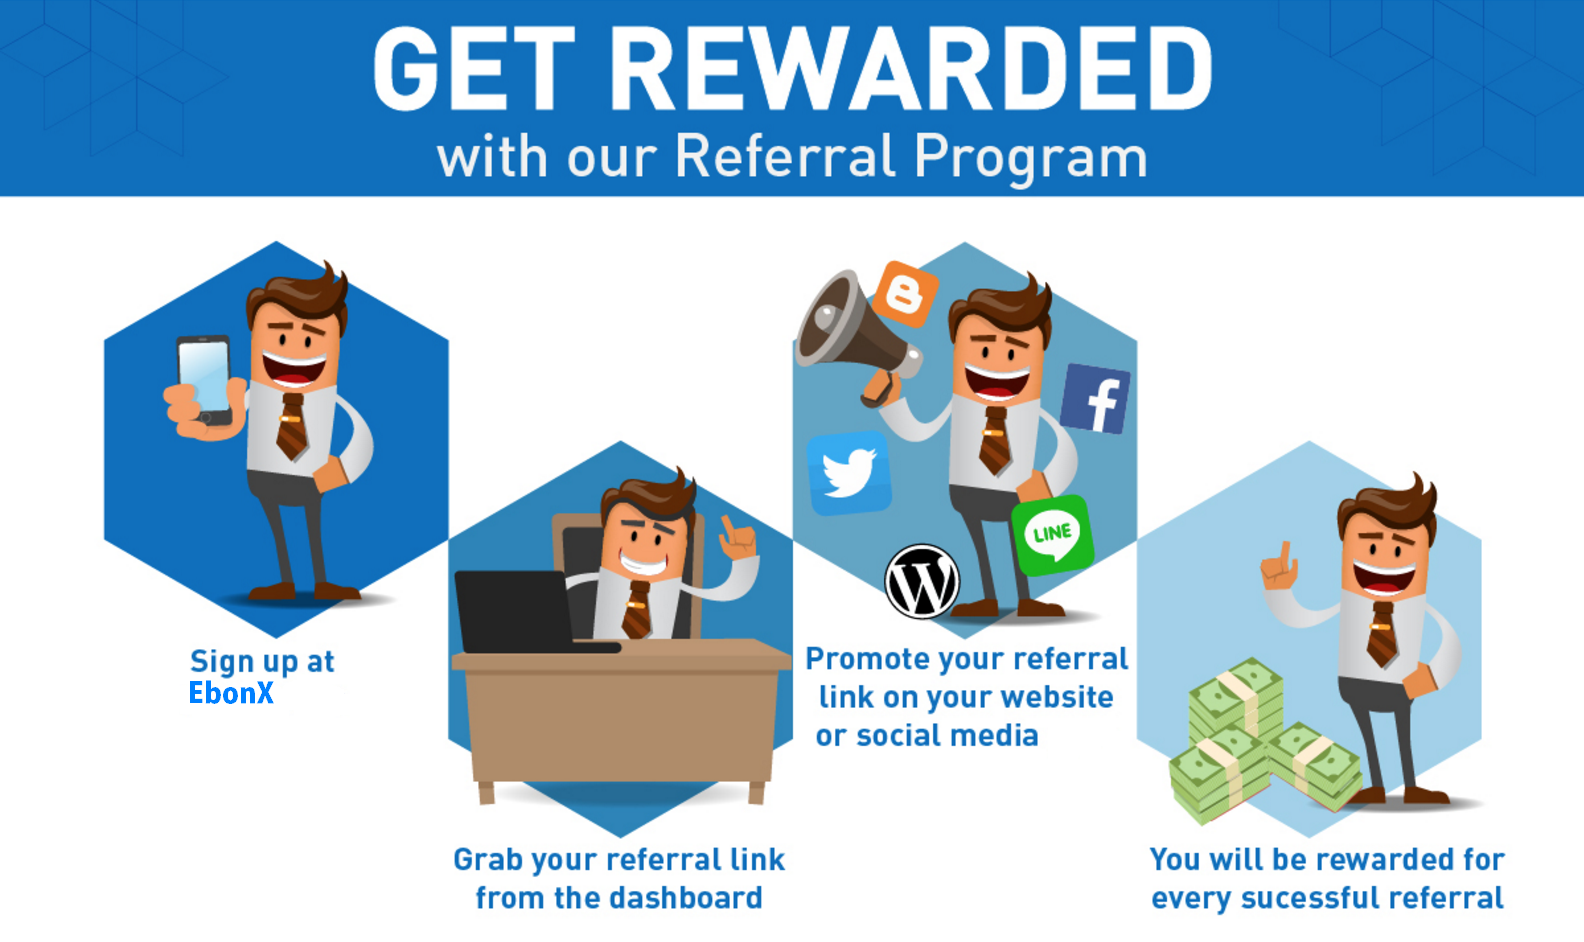 GET REWARDED
with our Referral Program
Sign up at
EbonX
Grab your referral link
from the dashboard
LINE
Promote your referral
link on your website
or social media
You will be rewarded for
every sucessful referral